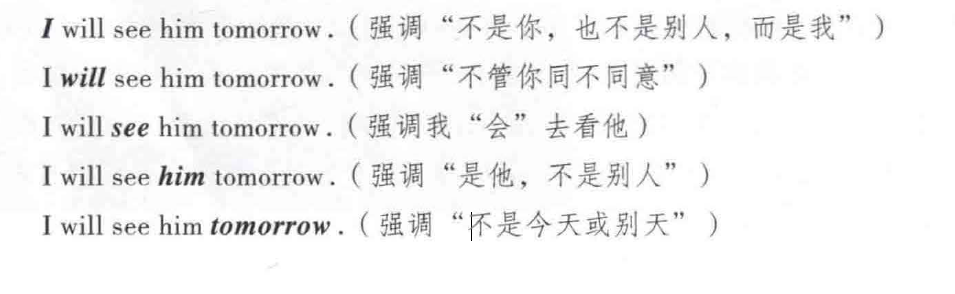 I will see him tomorrow.（强调“不是你，也不是别人，而是我”）
I will see him tomorrow.（强调“不管你同不同意”）
I will see him tomorrow.（强调我“会”去看他）
I will see him tomorrow.（强调“是他，不是别人”）
I will see him tomorrow.（强调“不是今天或别天”）